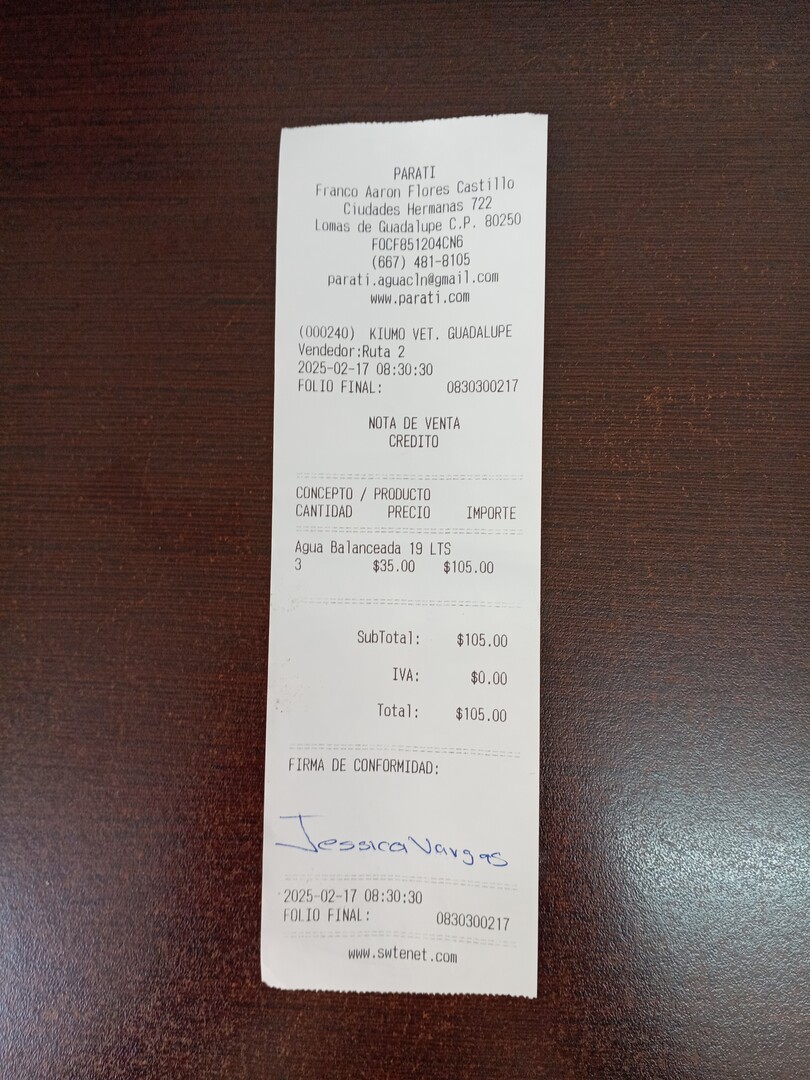 PARATI
Franco Aaron Flores Castillo
Ciudades Hermanas 722
Lomas de Guadalupe C.P. 80250
FOCF851204CN6
(667) 481-8105
parati.aguacln@gmail.com
www.parati.com
(000240) KIUMO VET. GUADALUPE
Vendedor:Ruta 2
2025-02-17 08:30:30
FOLIO FINAL: 0830300217
NOTA DE VENTA
CREDITO
CONCEPTO / PRODUCTO
CANTIDAD PRECIO IMPORTE
Agua Balanceada 19 LTS
3 $35.00 $105.00
SubTotal: $105.00
IVA: $0.00
Total: $105.00
FIRMA DE CONFORMIDAD:
Jessica Vargas
2025-02-17 08:30:30
FOLIO FINAL: 0830300217
www.swtenet.com